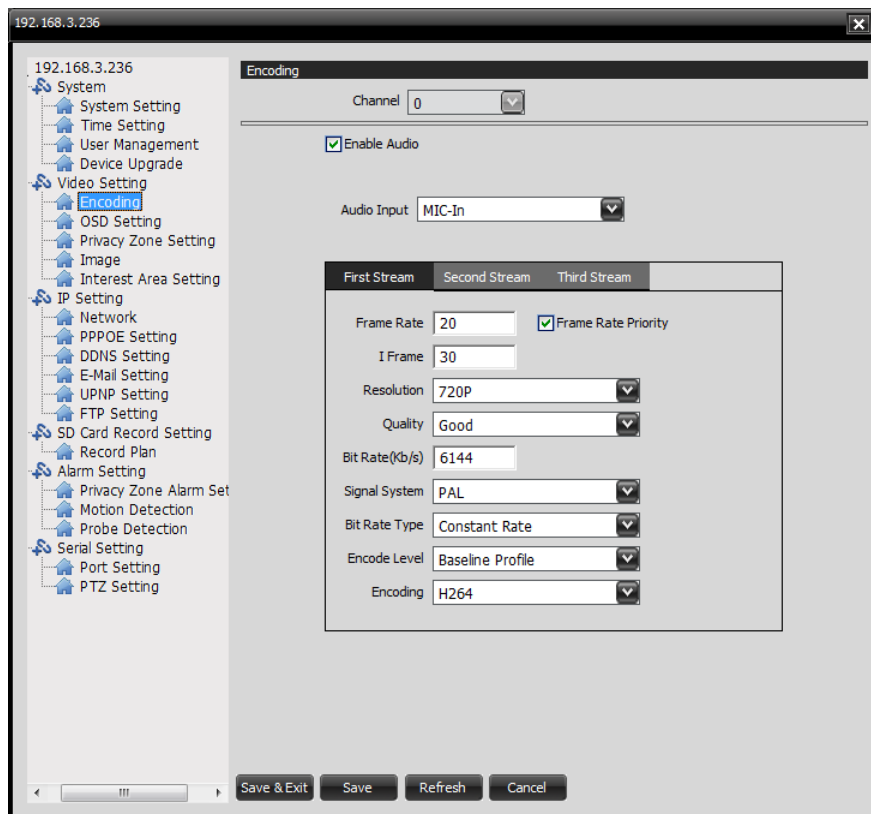 192.168.3.236
192.168.3.236
System
System Setting
Time Setting
User Management
Device Upgrade
Video Setting
Encoding
OSD Setting
Privacy Zone Setting
Image
Interest Area Setting
IP Setting
Network
PPPOE Setting
DDNS Setting
E-Mail Setting
UPNP Setting
FTP Setting
SD Card Record Setting
Record Plan
Alarm Setting
Privacy Zone Alarm Set
Motion Detection
Probe Detection
Serial Setting
Port Setting
PTZ Setting
Encoding
Channel 0
Enable Audio
Audio Input MIC-In
First Stream Second Stream Third Stream
Frame Rate 20 Frame Rate Priority
I Frame 30
Resolution 720P
Quality Good
Bit Rate(Kb/s) 6144
Signal System PAL
Bit Rate Type Constant Rate
Encode Level Baseline Profile
Encoding H264
Save & Exit Save Refresh Cancel